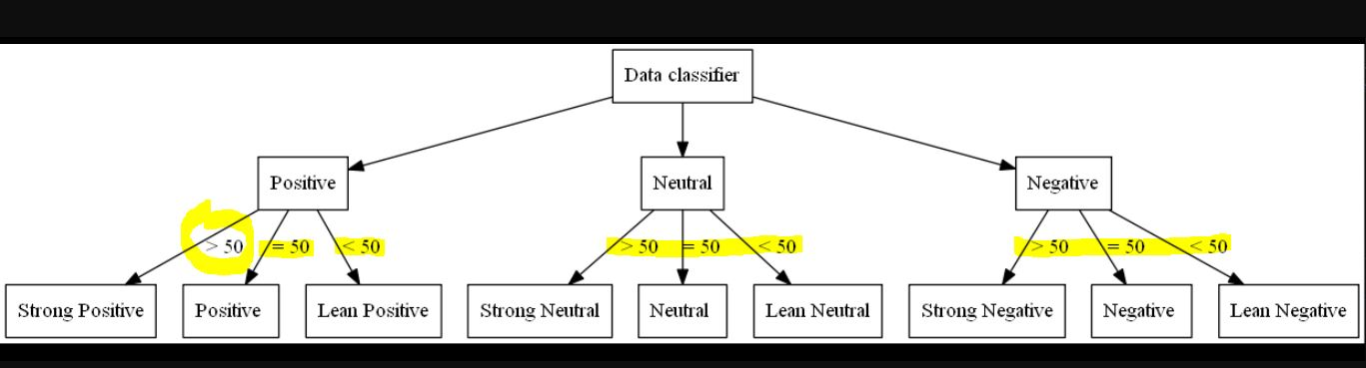 Data classifier
Positive Neutral Negative
> 50 = 50 < 50 > 50 = 50 < 50 > 50 = 50 < 50
Strong Positive Positive Lean Positive Strong Neutral Neutral Lean Neutral Strong Negative Negative Lean Negative